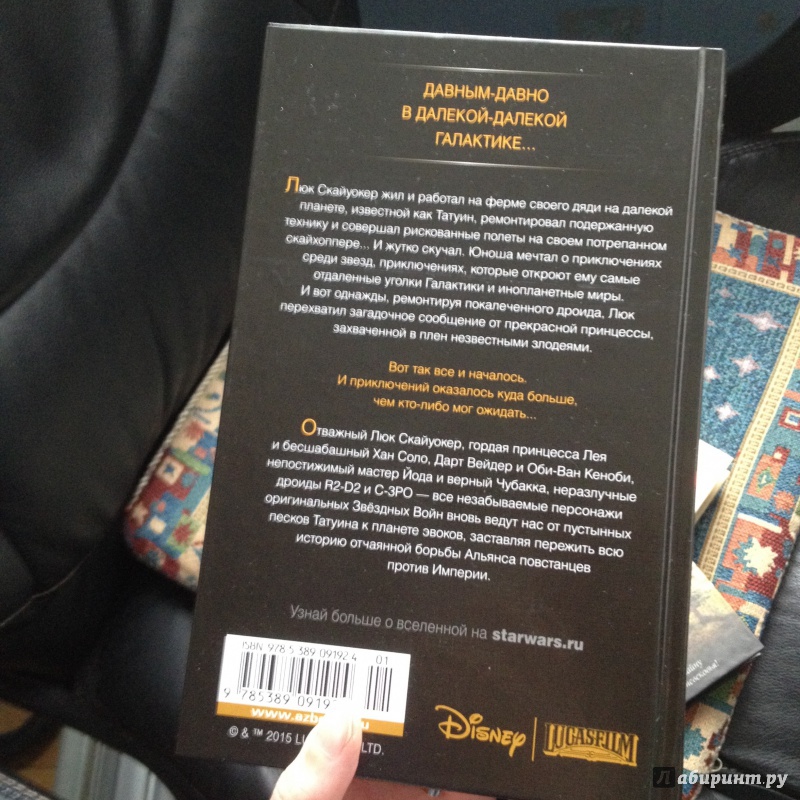 ДАВНЫМ-ДАВНО
В ДАЛЕКОЙ-ДАЛЕКОЙ
ГАЛАКТИКЕ...
Люк Скайуокер жил и работал на ферме своего дяди на далекой
планете, известной как Татуин, ремонтировал подержанную
технику и совершал рискованные полеты на своем потрепанном
скайхоппере... И жутко скучал. Юноша мечтал о приключениях
среди звезд, приключениях, которые откроют ему самые
отдаленные уголки Галактики и инопланетные миры.
И вот однажды, ремонтируя покалеченного дроида, Люк
перехватил загадочное сообщение от прекрасной принцессы,
захваченной в плен незвестными злодеями.
Вот так все и началось.
И приключений оказалось куда больше,
чем кто-либо мог ожидать...
Отважный Люк Скайуокер, гордая принцесса Лея
и бесшабашный Хан Соло, Дарт Вейдер и Оби-Ван Кеноби,
непостижимый мастер Йода и верный Чубакка, неразлучные
дроиды R2-D2 и C-3PO — все незабываемые персонажи
оригинальных Звёздных Войн вновь ведут нас от пустынных
песков Татуина к планете эвоков, заставляя пережить всю
историю отчаянной борьбы Альянса повстанцев
против Империи.
Узнай больше о вселенной на starwars.ru
ISBN 978 5 389 09192 4 01
9 785389 091
© & ™ 2015 LTD.
Disney LUCASFILM
Лабиринт.ру